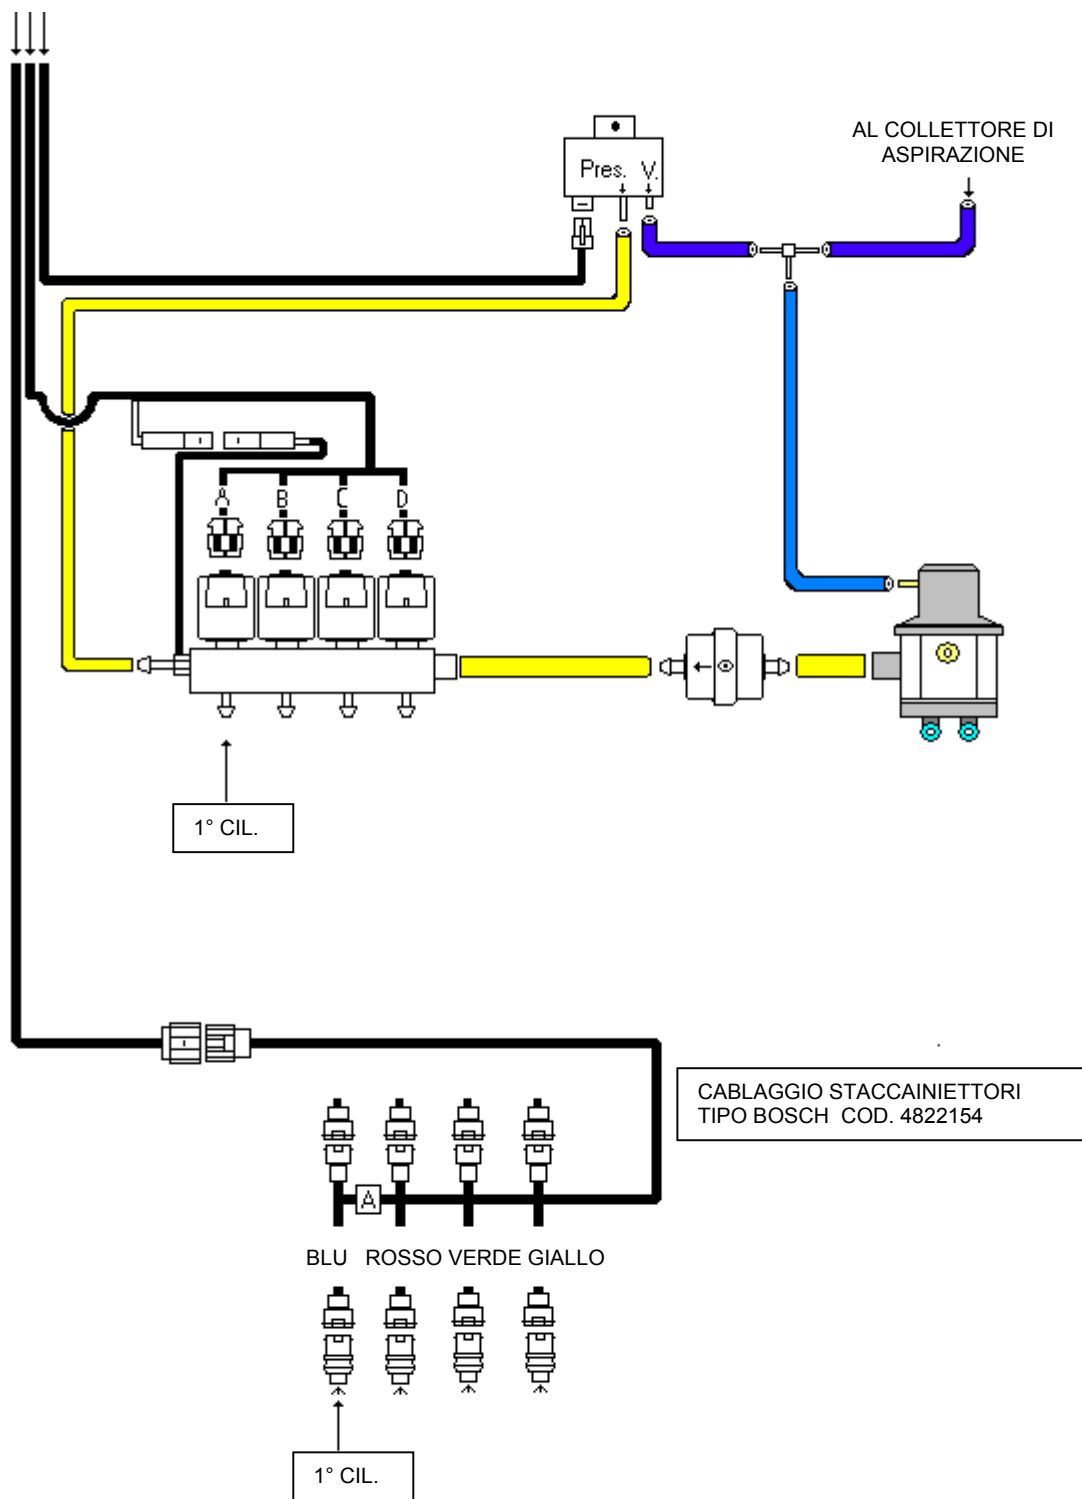 AL COLLETTORE DI
ASPIRAZIONE
Pres. V.
A B C D
1° CIL.
CABLAGGIO STACCAINIETTORI
TIPO BOSCH COD. 4822154
A
BLU ROSSO VERDE GIALLO
1° CIL.